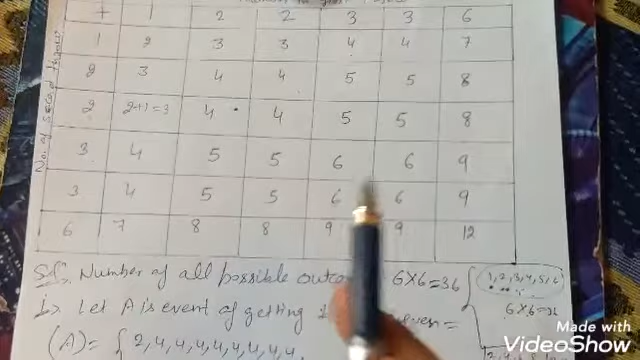 + 1 2 2 3 3 6
1 2 3 3 4 4 7
2 3 4 4 5 5 8
2 2+1=3 4 4 5 5 8
3 4 5 5 6 6 9
3 4 5 5 6 6 9
6 7 8 8 9 9 12
No. of second throw
Sol. Number of all possible outco 6X6=36 1,2,3,4,5,6
6X6=36
i> Let A is event of getting even =
(A) = { 2,4,4,4,4,4,4,4,4,
Made with
VideoShow